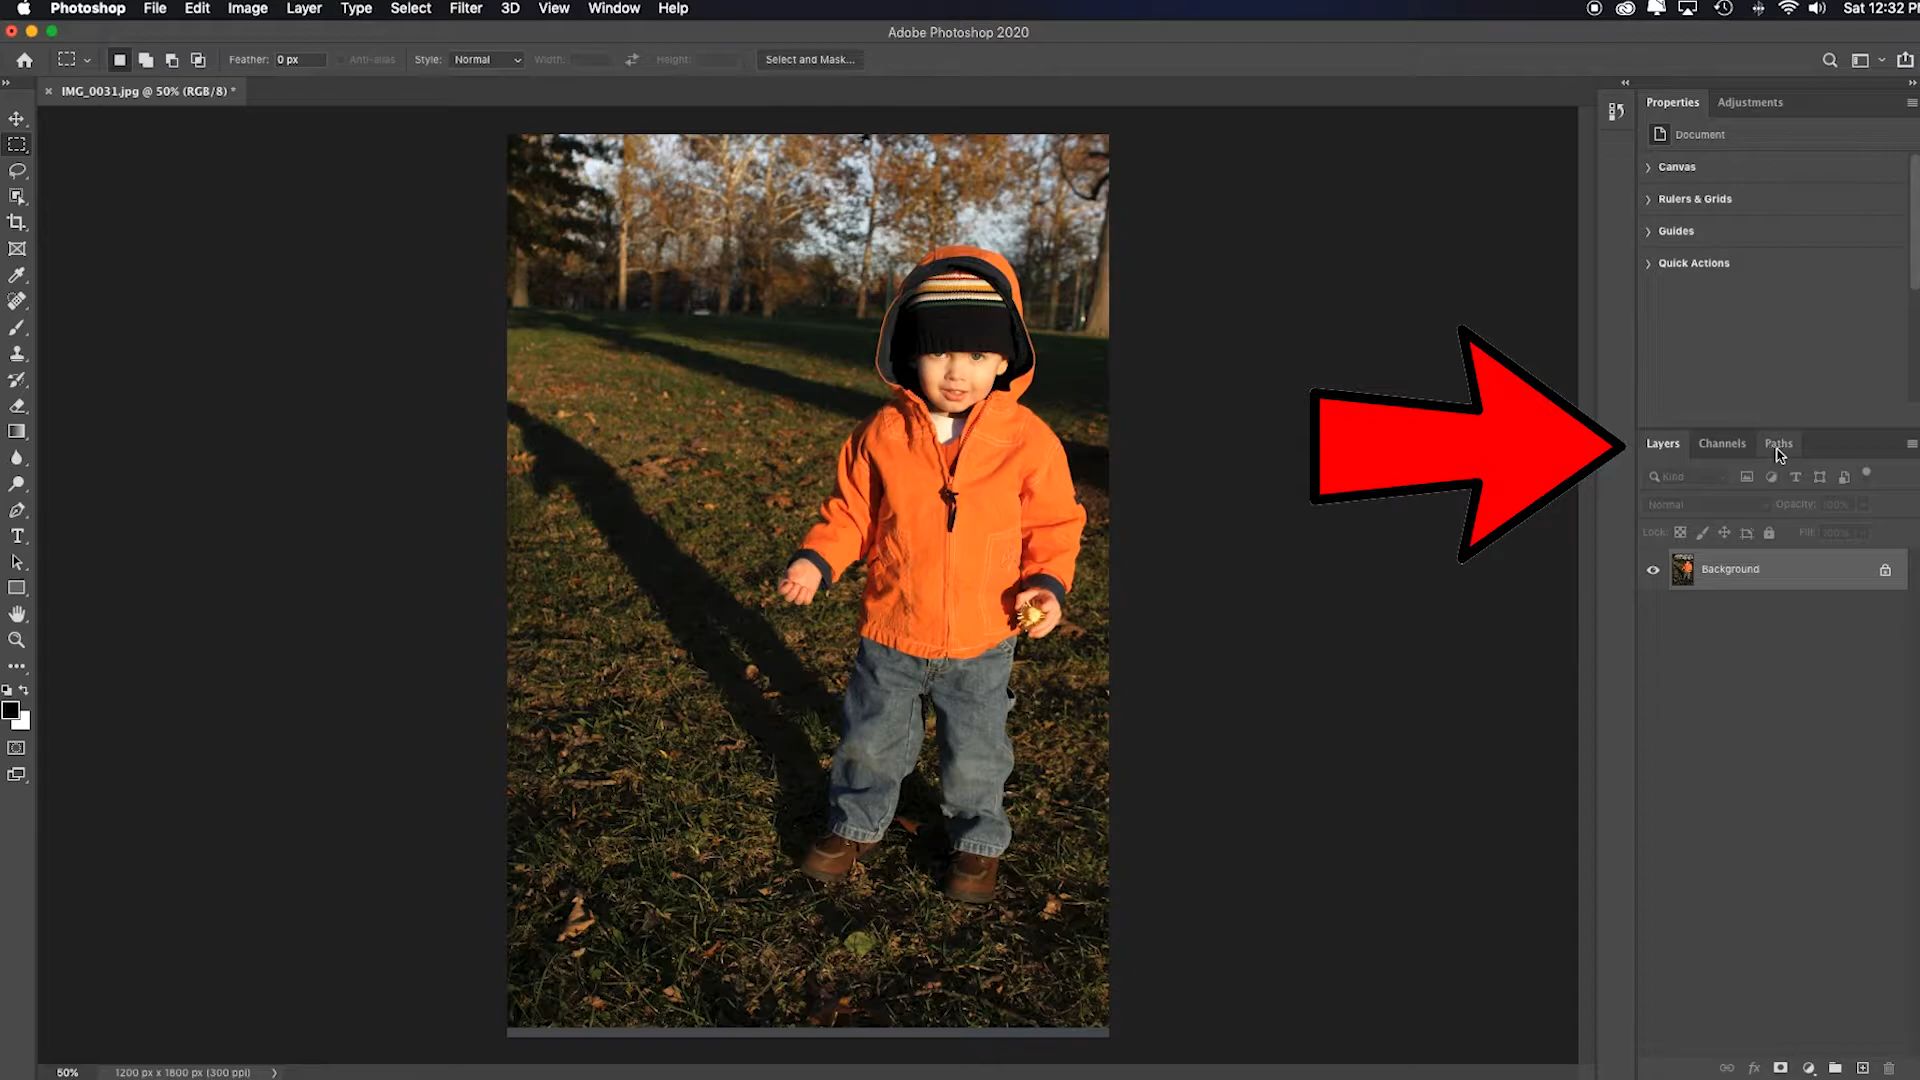 Photoshop File Edit Image Layer Type Select Filter 3D View Window Help Sat 12:32 P
Adobe Photoshop 2020
Feather: 0 px Anti-alias Style: Normal Width: Height: Select and Mask...
IMG_0031.jpg @ 50% (RGB/8) *
Properties Adjustments
Document
Canvas
Rulers & Grids
Guides
Quick Actions
Layers Channels Paths
Kind
Normal Opacity: 100%
Lock: Fill: 100%
Background
fx
50% 1200 px x 1800 px (300 ppi)